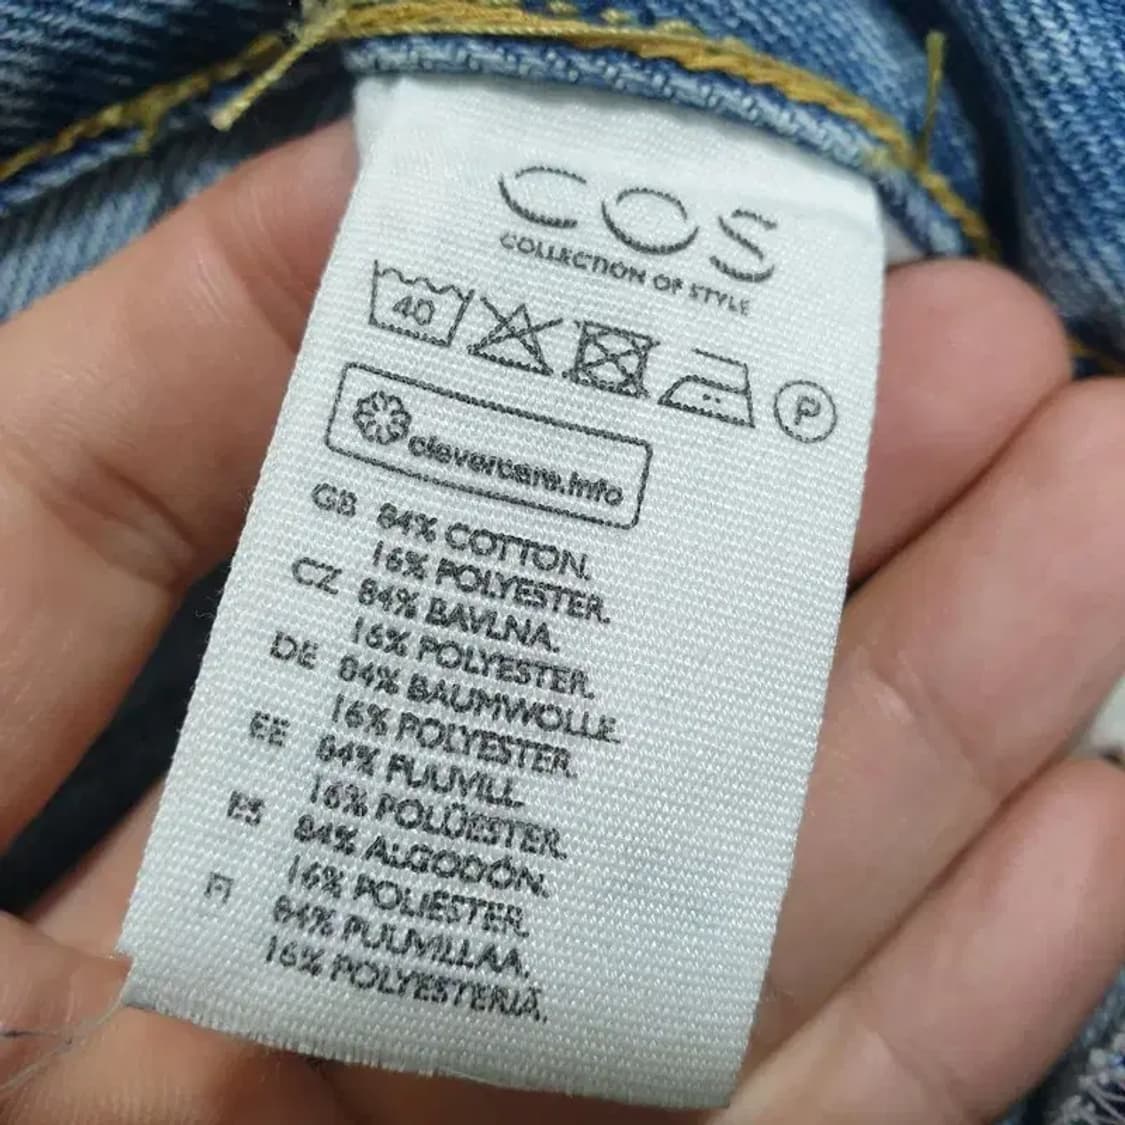 COS
COLLECTION OF STYLE
40 P
clevercare.info
GB 84% COTTON.
16% POLYESTER.
CZ 84% BAVLNA.
16% POLYESTER.
DE 84% BAUMWOLLE.
16% POLYESTER.
EE 84% PUUVILL.
16% POLÜESTER.
ES 84% ALGODÓN.
16% POLIÉSTER.
FI 84% PUUVILLAA.
16% POLYESTERIÄ.